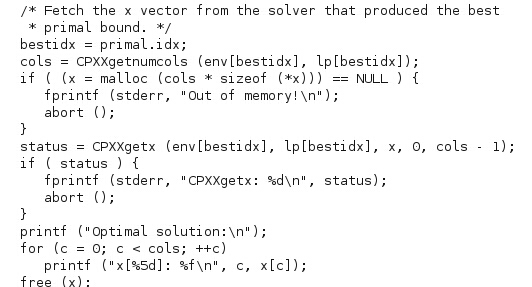 /* Fetch the x vector from the solver that produced the best
 * primal bound. */
bestidx = primal.idx;
cols = CPXXgetnumcols (env[bestidx], lp[bestidx]);
if ( (x = malloc (cols * sizeof (*x))) == NULL ) {
   fprintf (stderr, "Out of memory!\n");
   abort ();
}
status = CPXXgetx (env[bestidx], lp[bestidx], x, 0, cols - 1);
if ( status ) {
   fprintf (stderr, "CPXXgetx: %d\n", status);
   abort ();
}
printf ("Optimal solution:\n");
for (c = 0; c < cols; ++c)
   printf ("x[%5d]: %f\n", c, x[c]);
free (x);